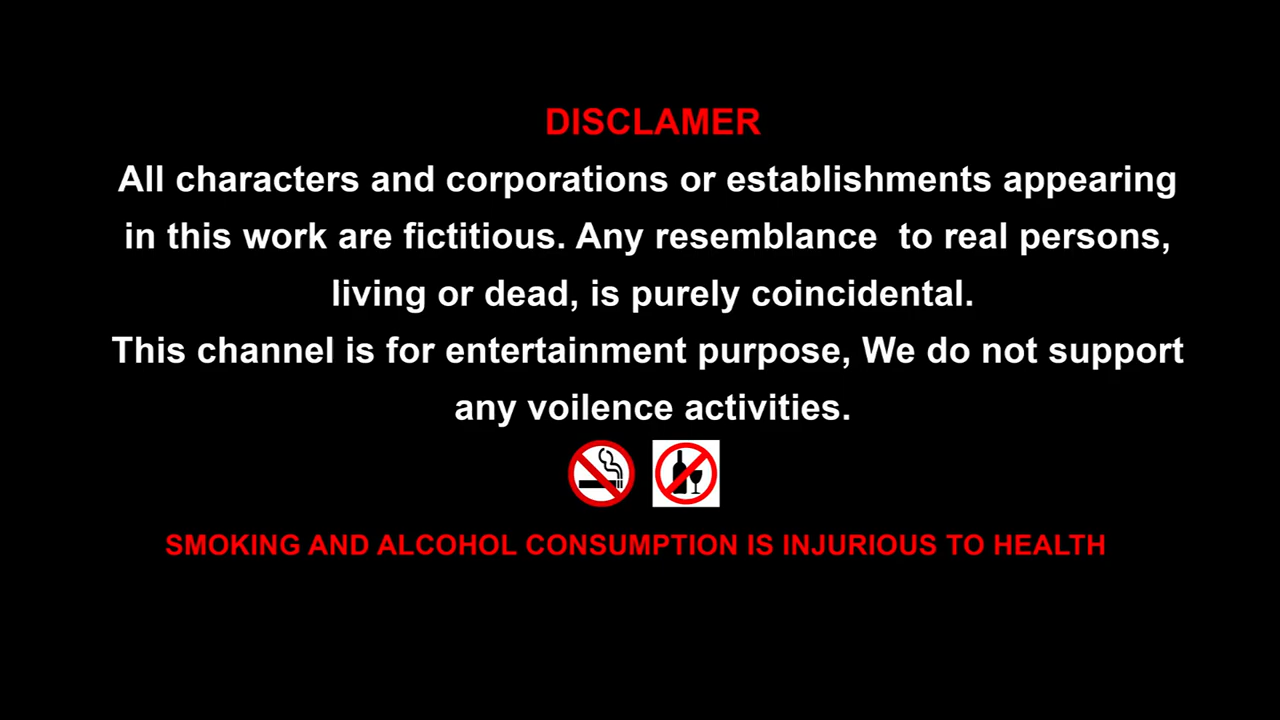 DISCLAMER
All characters and corporations or establishments appearing
in this work are fictitious. Any resemblance  to real persons,
living or dead, is purely coincidental.
This channel is for entertainment purpose, We do not support
any voilence activities.
SMOKING AND ALCOHOL CONSUMPTION IS INJURIOUS TO HEALTH